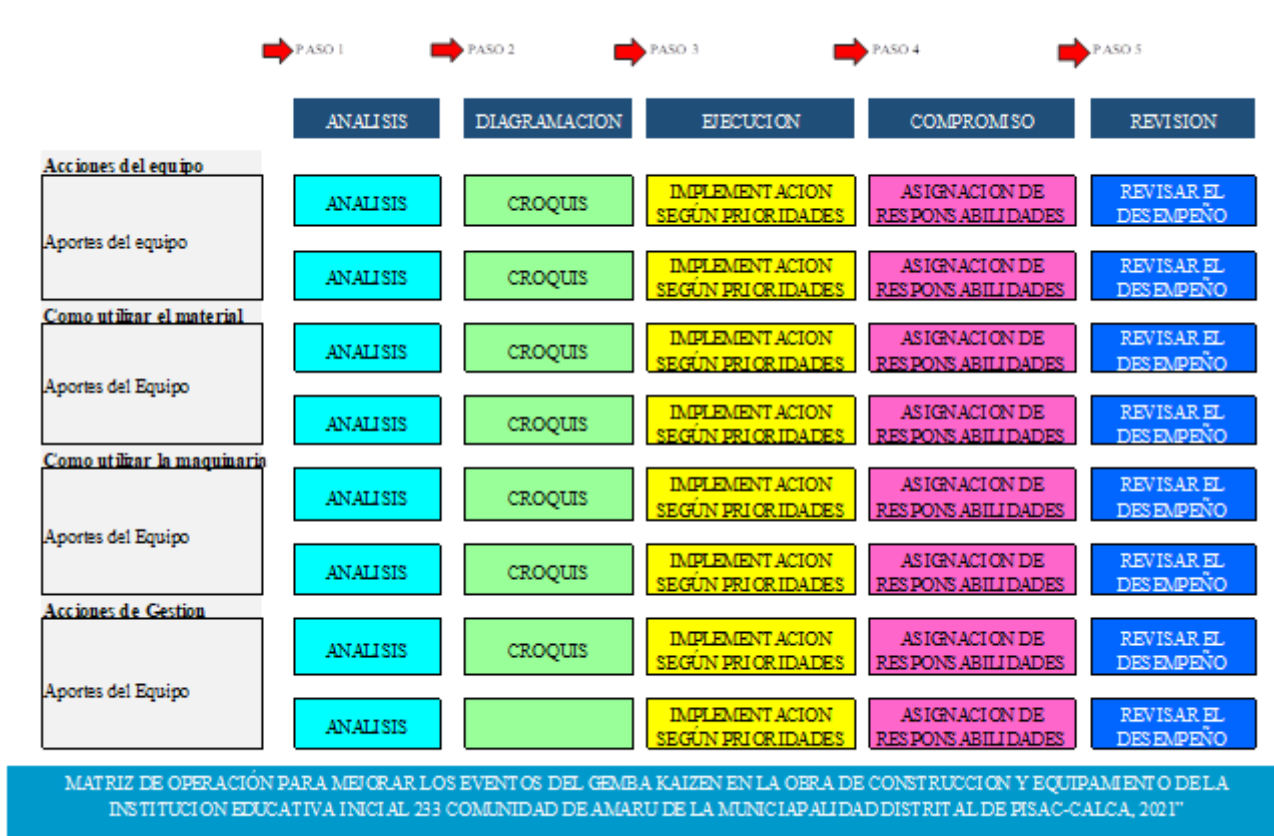 PASO 1 PASO 2 PASO 3 PASO 4 PASO 5
ANALISIS DIAGRAMACION EJECUCION COMPROMISO REVISION
Acciones del equipo
Aportes del equipo
ANALISIS CROQUIS IMPLEMENTACION ASIGNACION DE REVISAR EL
SEGÚN PRIORIDADES RESPONSABILIDADES DESEMPEÑO
ANALISIS CROQUIS IMPLEMENTACION ASIGNACION DE REVISAR EL
SEGÚN PRIORIDADES RESPONSABILIDADES DESEMPEÑO
Como utilizar el material
Aportes del Equipo
ANALISIS CROQUIS IMPLEMENTACION ASIGNACION DE REVISAR EL
SEGÚN PRIORIDADES RESPONSABILIDADES DESEMPEÑO
ANALISIS CROQUIS IMPLEMENTACION ASIGNACION DE REVISAR EL
SEGÚN PRIORIDADES RESPONSABILIDADES DESEMPEÑO
Como utilizar la maquinaria
Aportes del Equipo
ANALISIS CROQUIS IMPLEMENTACION ASIGNACION DE REVISAR EL
SEGÚN PRIORIDADES RESPONSABILIDADES DESEMPEÑO
ANALISIS CROQUIS IMPLEMENTACION ASIGNACION DE REVISAR EL
SEGÚN PRIORIDADES RESPONSABILIDADES DESEMPEÑO
Acciones de Gestion
Aportes del Equipo
ANALISIS CROQUIS IMPLEMENTACION ASIGNACION DE REVISAR EL
SEGÚN PRIORIDADES RESPONSABILIDADES DESEMPEÑO
ANALISIS IMPLEMENTACION ASIGNACION DE REVISAR EL
SEGÚN PRIORIDADES RESPONSABILIDADES DESEMPEÑO
MATRIZ DE OPERACIÓN PARA MEJORAR LOS EVENTOS DEL GEMBA KAIZEN EN LA OBRA DE CONSTRUCCION Y EQUIPAMIENTO DE LA
INSTITUCION EDUCATIVA INICIAL 233 COMUNIDAD DE AMARU DE LA MUNICIAPALIDAD DISTRITAL DE PISAC-CALCA, 2021"